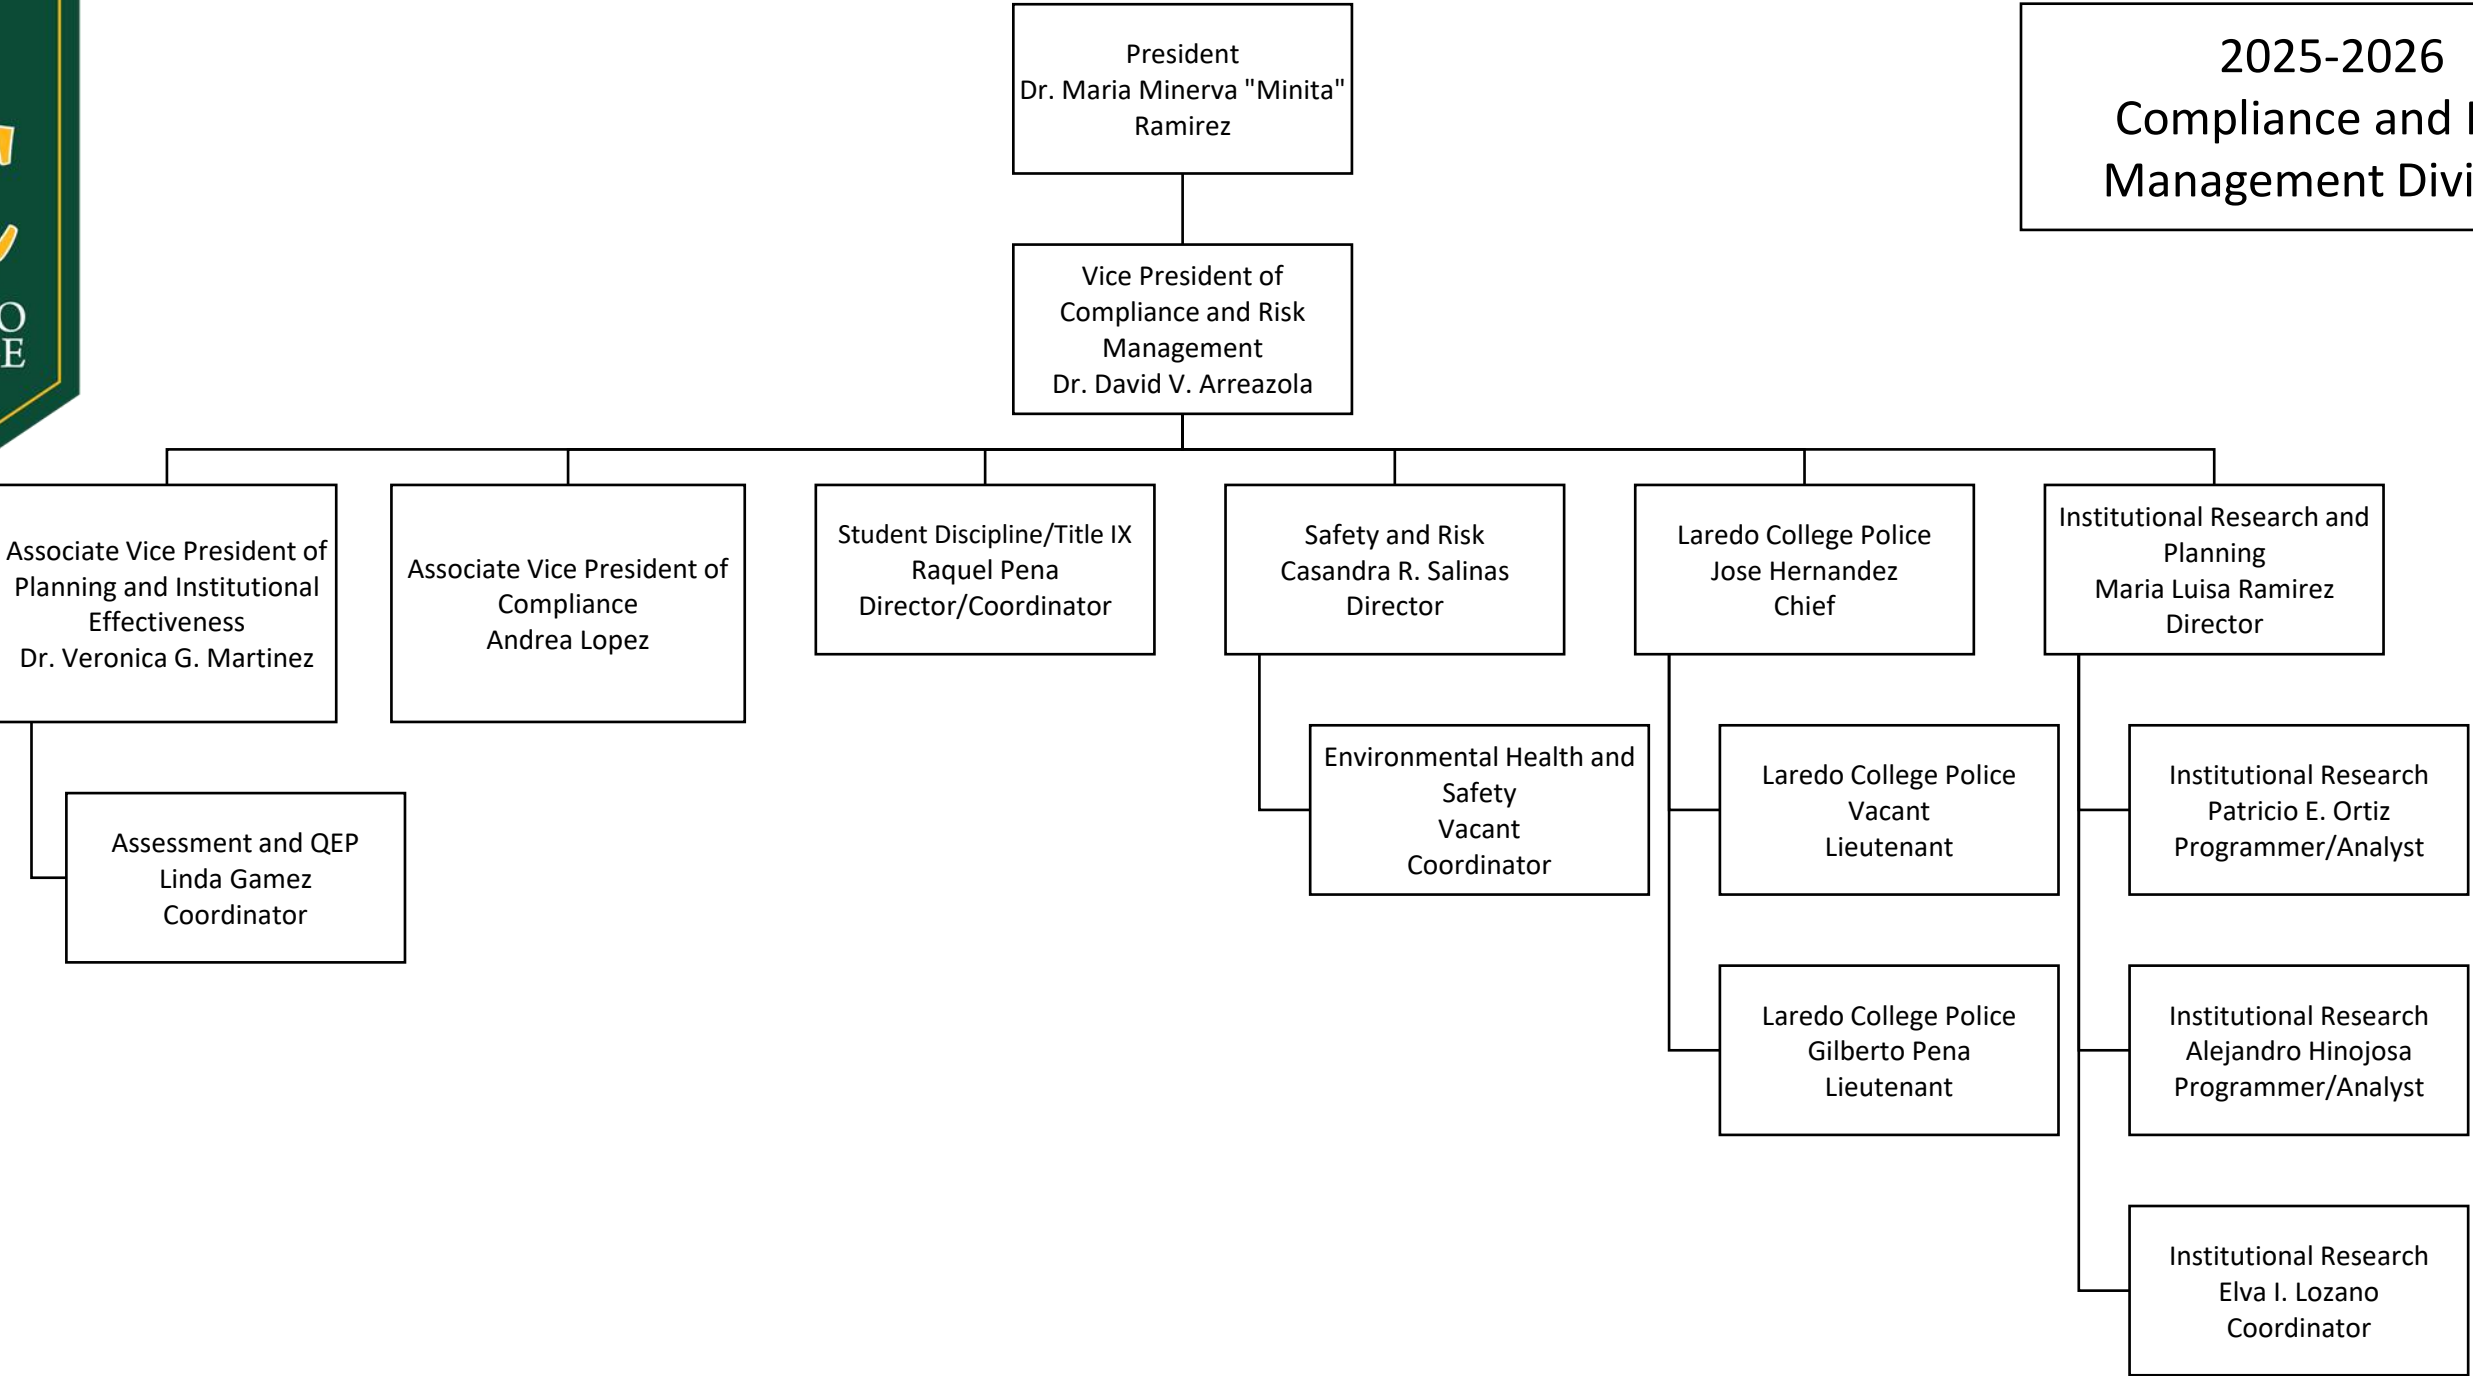 President
Dr. Maria Minerva "Minita"
Ramirez
2025-2026
Compliance and
Management
Vice President of
Compliance and Risk
Management
Dr. David V. Arreazola
Associate Vice President of
Planning and Institutional
Effectiveness
Dr. Veronica G. Martinez
Associate Vice President of
Compliance
Andrea Lopez
Student Discipline/Title IX
Raquel Pena
Director/Coordinator
Safety and Risk
Casandra R. Salinas
Director
Laredo College Police
Jose Hernandez
Chief
Institutional Research and
Planning
Maria Luisa Ramirez
Director
Assessment and QEP
Linda Gamez
Coordinator
Environmental Health and
Safety
Vacant
Coordinator
Laredo College Police
Vacant
Lieutenant
Institutional Research
Patricio E. Ortiz
Programmer/Analyst
Laredo College Police
Gilberto Pena
Lieutenant
Institutional Research
Alejandro Hinojosa
Programmer/Analyst
Institutional Research
Elva I. Lozano
Coordinator